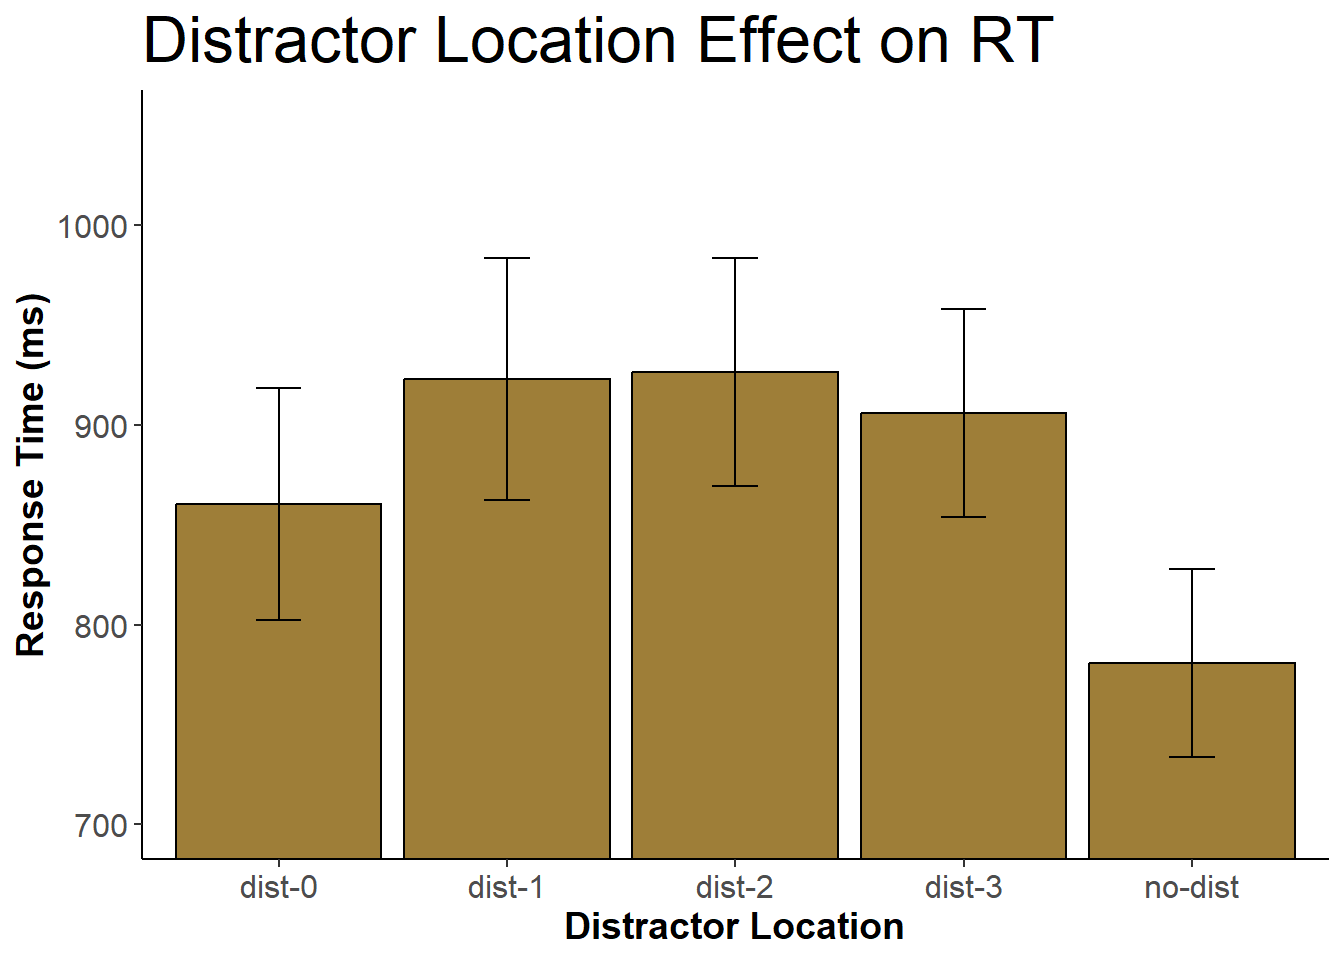 Distractor Location Effect on RT
Response Time (ms)
1000
900
800
700
dist-0 dist-1 dist-2 dist-3 no-dist
Distractor Location